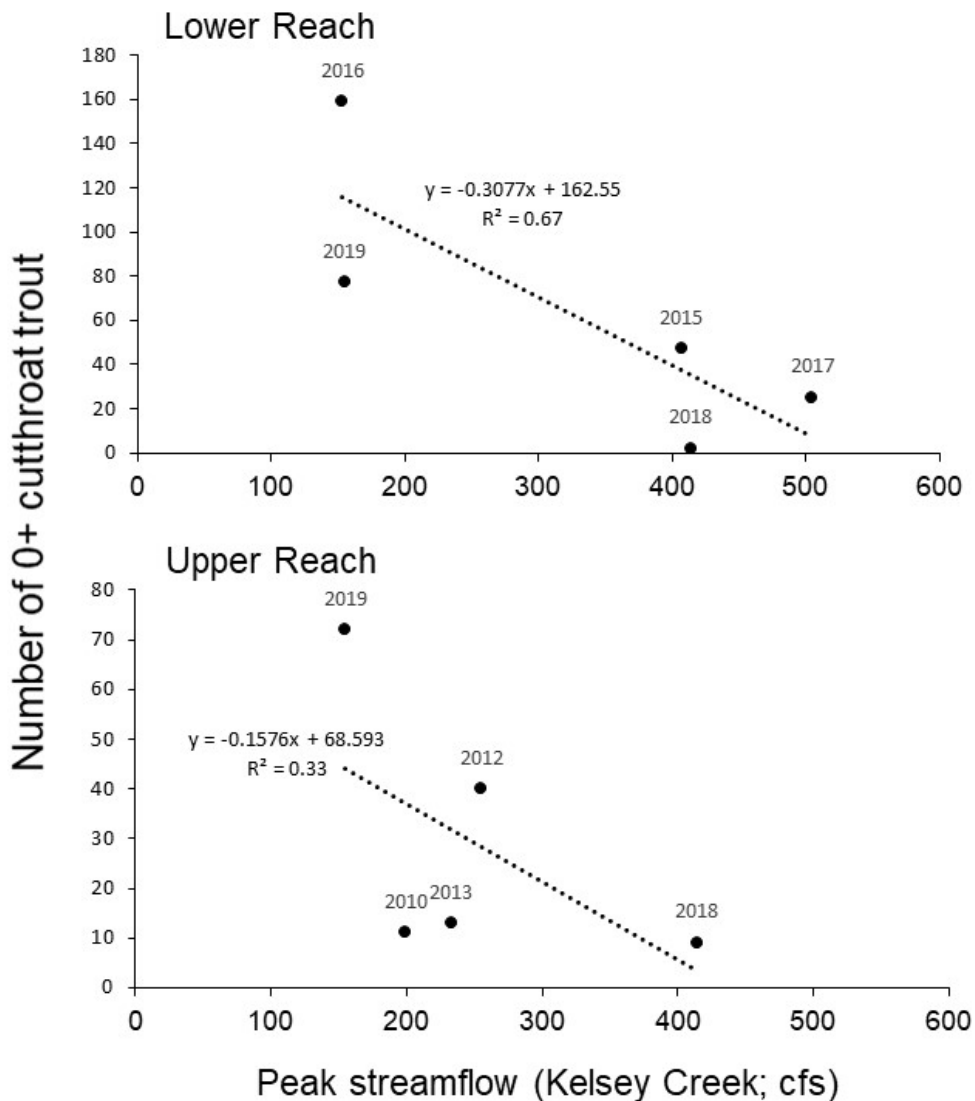 Number of 0+ cutthroat trout
Lower Reach
180
160
140
120
100
80
60
40
20
0
2016
y = -0.3077x + 162.55
R² = 0.67
2019
2015
2017
2018
0 100 200 300 400 500 600
Upper Reach
80
70
60
50
40
30
20
10
0
2019
y = -0.1576x + 68.593
R² = 0.33
2012
2010
2013
2018
0 100 200 300 400 500 600
Peak streamflow (Kelsey Creek; cfs)